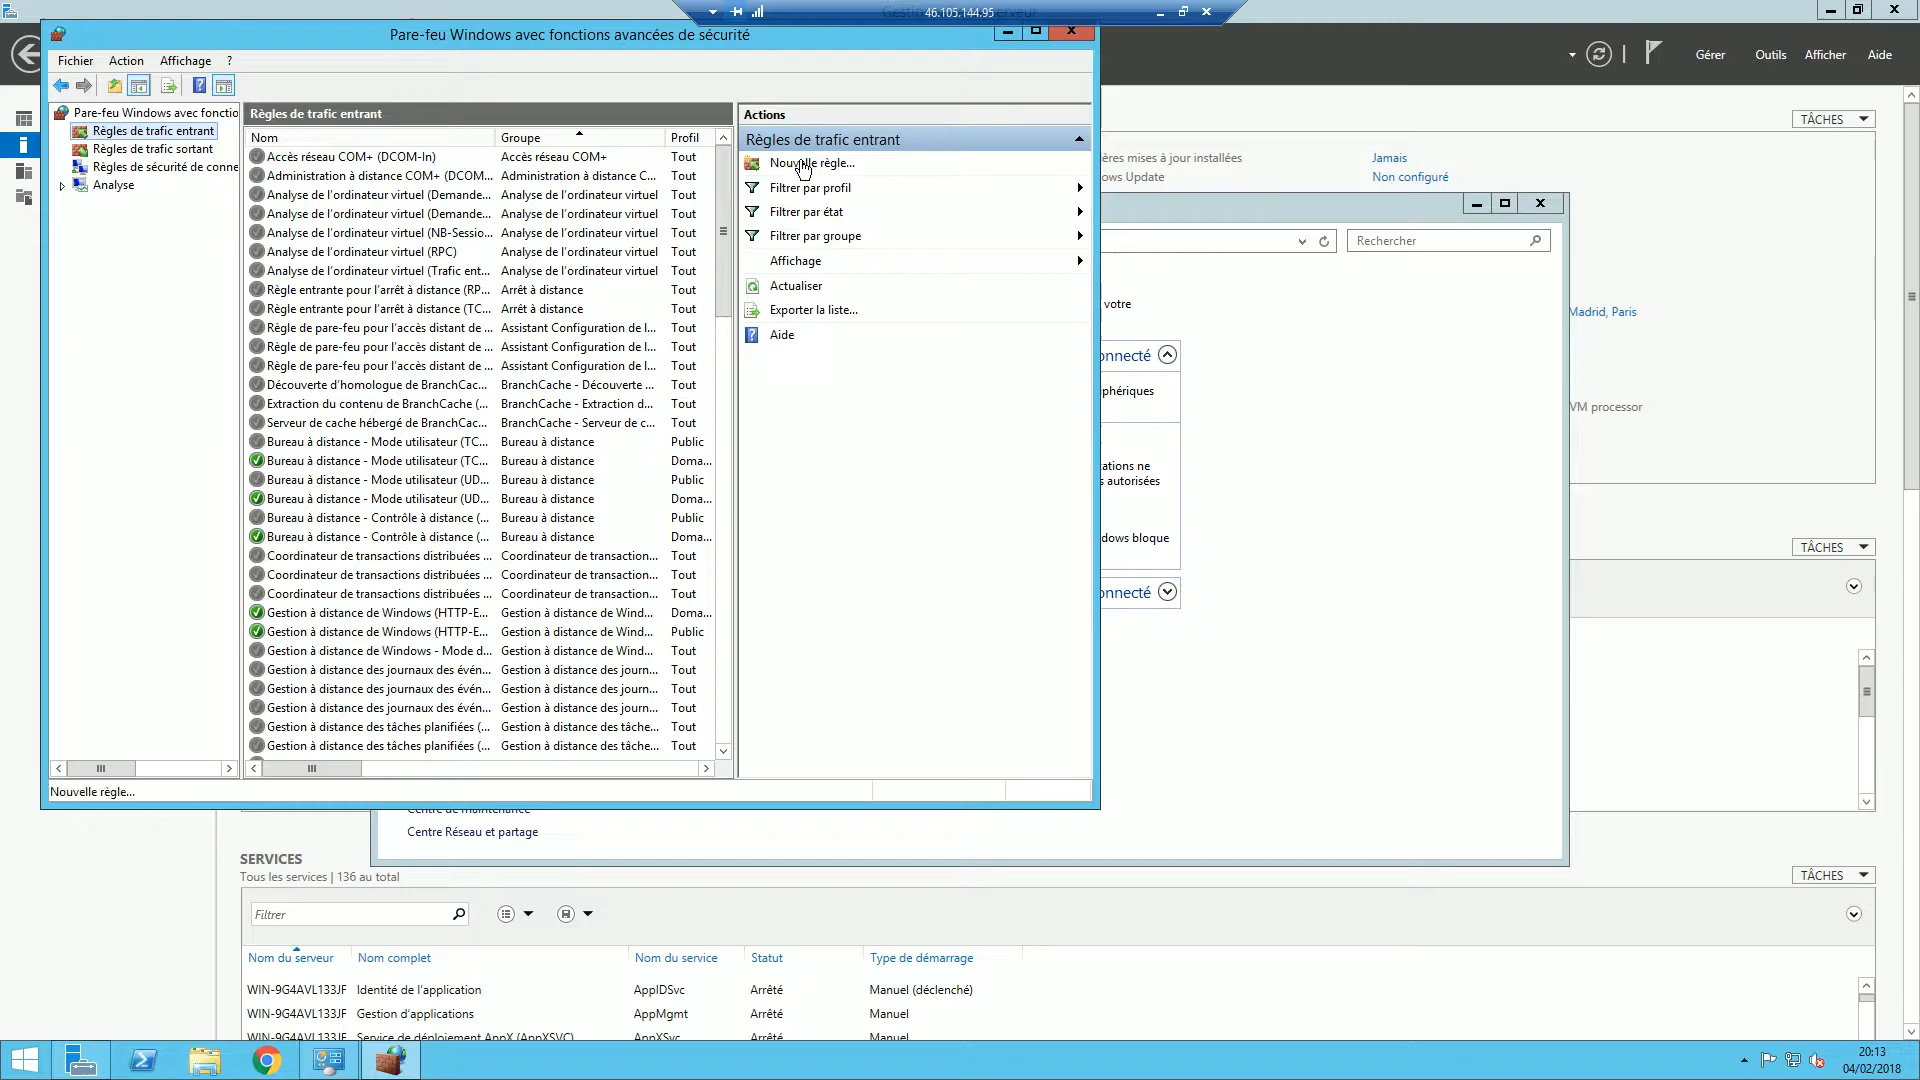 46.105.144.95
Pare-feu Windows avec fonctions avancées de sécurité
Fichier Action Affichage ?
Gérer Outils Afficher Aide
Pare-feu Windows avec fonctio
Règles de trafic entrant
Règles de trafic sortant
Règles de sécurité de conne
Analyse
Règles de trafic entrant
Nom Groupe Profil
Accès réseau COM+ (DCOM-In) Accès réseau COM+ Tout
Administration à distance COM+ (DCOM... Administration à distance C... Tout
Analyse de l'ordinateur virtuel (Demande... Analyse de l'ordinateur virtuel Tout
Analyse de l'ordinateur virtuel (Demande... Analyse de l'ordinateur virtuel Tout
Analyse de l'ordinateur virtuel (NB-Sessio... Analyse de l'ordinateur virtuel Tout
Analyse de l'ordinateur virtuel (RPC) Analyse de l'ordinateur virtuel Tout
Analyse de l'ordinateur virtuel (Trafic ent... Analyse de l'ordinateur virtuel Tout
Règle entrante pour l'arrêt à distance (RP... Arrêt à distance Tout
Règle entrante pour l'arrêt à distance (TC... Arrêt à distance Tout
Règle de pare-feu pour l'accès distant de ... Assistant Configuration de l... Tout
Règle de pare-feu pour l'accès distant de ... Assistant Configuration de l... Tout
Règle de pare-feu pour l'accès distant de ... Assistant Configuration de l... Tout
Découverte d'homologue de BranchCac... BranchCache - Découverte ... Tout
Extraction du contenu de BranchCache (... BranchCache - Extraction d... Tout
Serveur de cache hébergé de BranchCac... BranchCache - Serveur de c... Tout
Bureau à distance - Mode utilisateur (TC... Bureau à distance Public
Bureau à distance - Mode utilisateur (TC... Bureau à distance Doma...
Bureau à distance - Mode utilisateur (UD... Bureau à distance Public
Bureau à distance - Mode utilisateur (UD... Bureau à distance Doma...
Bureau à distance - Contrôle à distance (... Bureau à distance Public
Bureau à distance - Contrôle à distance (... Bureau à distance Doma...
Coordinateur de transactions distribuées ... Coordinateur de transaction... Tout
Coordinateur de transactions distribuées ... Coordinateur de transaction... Tout
Coordinateur de transactions distribuées ... Coordinateur de transaction... Tout
Gestion à distance de Windows (HTTP-E... Gestion à distance de Wind... Doma...
Gestion à distance de Windows (HTTP-E... Gestion à distance de Wind... Public
Gestion à distance de Windows - Mode d... Gestion à distance de Wind... Tout
Gestion à distance des journaux des évén... Gestion à distance des journ... Tout
Gestion à distance des journaux des évén... Gestion à distance des journ... Tout
Gestion à distance des journaux des évén... Gestion à distance des journ... Tout
Gestion à distance des tâches planifiées (... Gestion à distance des tâche... Tout
Gestion à distance des tâches planifiées (... Gestion à distance des tâche... Tout
Actions
Règles de trafic entrant
Nouvelle règle...
Filtrer par profil
Filtrer par état
Filtrer par groupe
Affichage
Actualiser
Exporter la liste...
Aide
Nouvelle règle...
TÂCHES
ères mises à jour installées Jamais
ows Update Non configuré
Rechercher
votre
Madrid, Paris
onnecté
phériques
VM processor
ations ne
s autorisées
dows bloque
TÂCHES
onnecté
Centre de maintenance
Centre Réseau et partage
SERVICES
Tous les services | 136 au total
TÂCHES
Filtrer
Nom du serveur Nom complet Nom du service Statut Type de démarrage
WIN-9G4AVL133JF Identité de l'application AppIDSvc Arrêté Manuel (déclenché)
WIN-9G4AVL133JF Gestion d'applications AppMgmt Arrêté Manuel
WIN-9G4AVL133JF Service de déploiement AppX (AppXSVC) AppXSvc Arrêté Manuel
20:13
04/02/2018